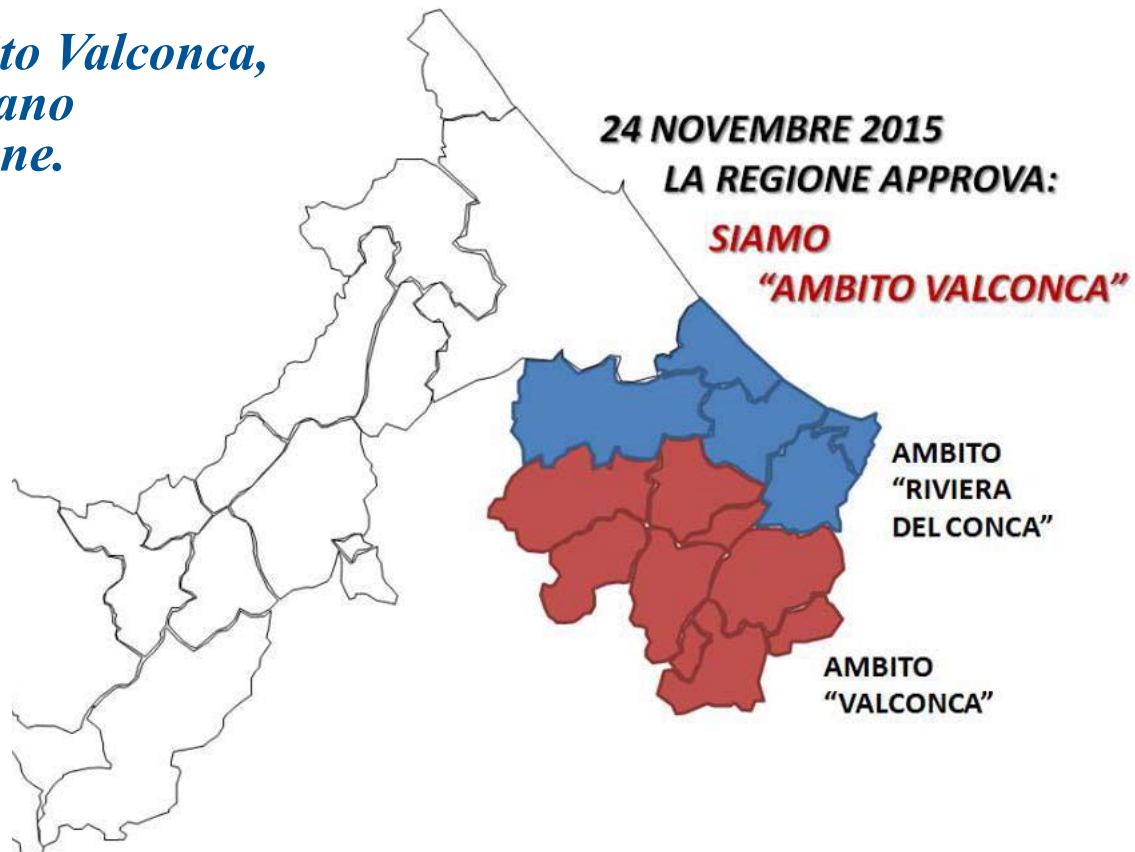 to Valconca,
ano
ne.
24 NOVEMBRE 2015
LA REGIONE APPROVA:
SIAMO
“AMBITO VALCONCA”
AMBITO
“RIVIERA
DEL CONCA”
AMBITO
“VALCONCA”